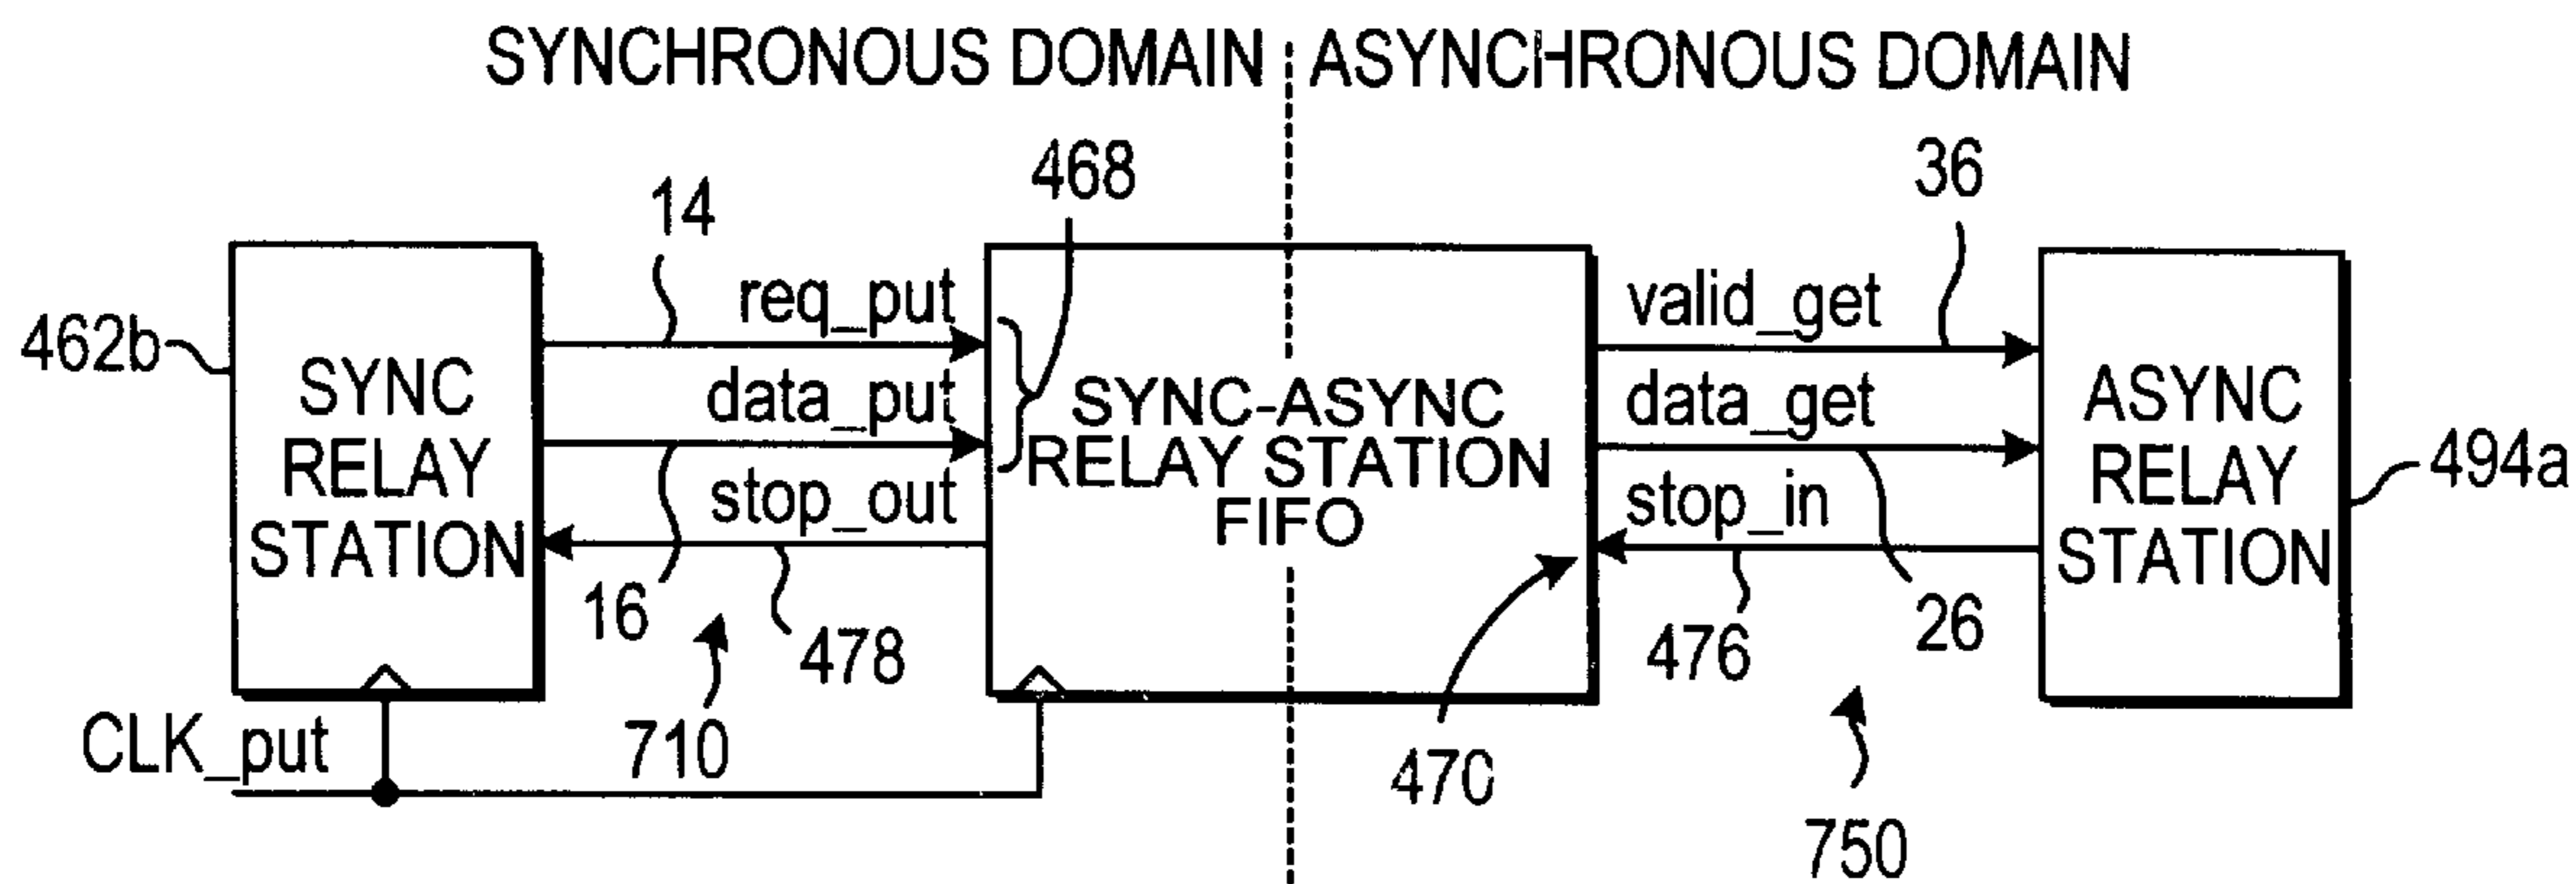 SYNCHRONOUS DOMAIN ASYNCHRONOUS DOMAIN
468
36
14
462b
req_put
valid_get
data_put
data_get
stop_out
stop_in
SYNC
RELAY
STATION
SYNC-ASYNC
RELAY STATION
FIFO
ASYNC
RELAY
STATION
494a
16
478
476
26
710
470
750
CLK_put